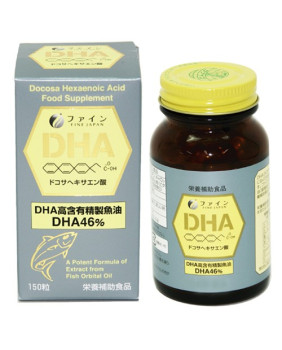 Docosa Hexaenoic Acid
Food Supplement
ファイン
FINE JAPAN
DHA
C-OH
ドコサヘキサエン酸
DHA高含有精製魚油
DHA46%
A Potent Formula of
Extract from
Fish Orbital Oil
150粒
栄養補助食品
栄養補助食品
ファイン
FINE JAPAN
DHA
ドコサヘキサエン酸
DHA高含有精製魚油
DHA46%